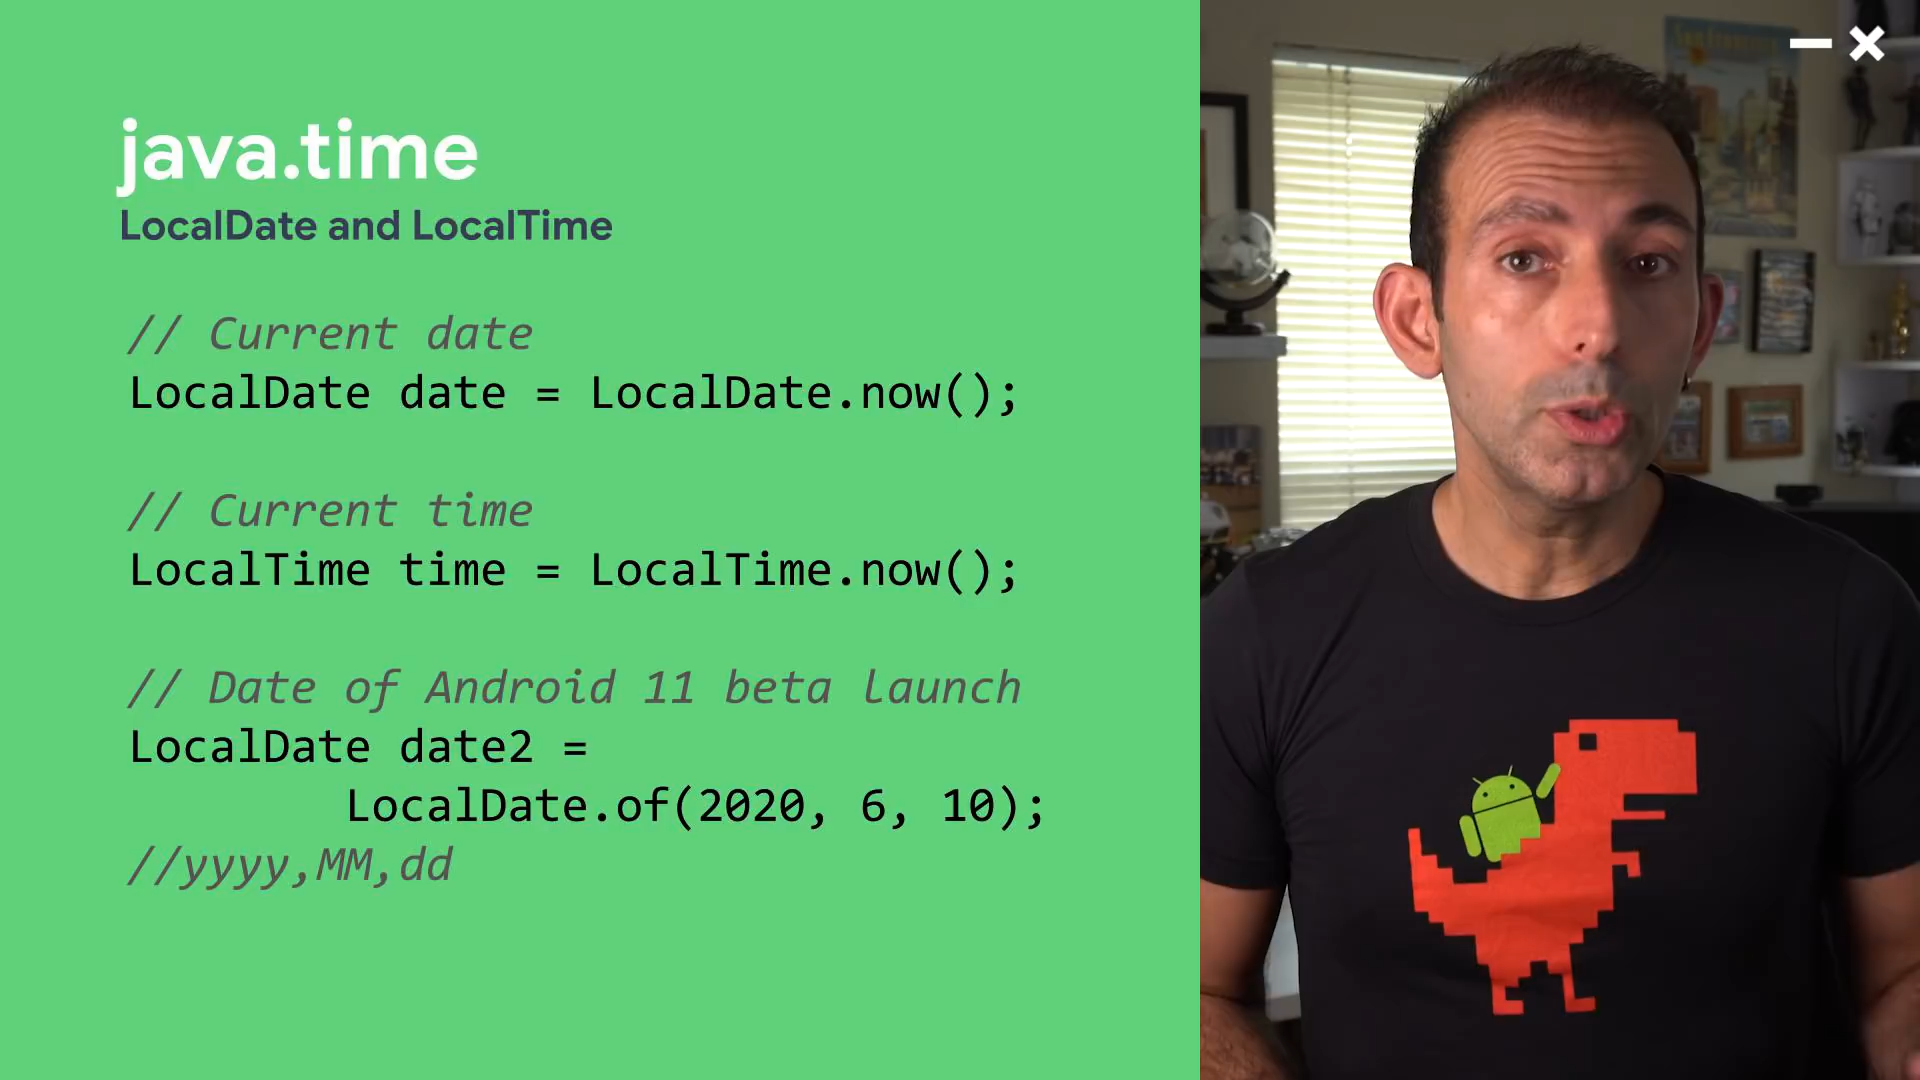 java.time
LocalDate and LocalTime
// Current date
LocalDate date = LocalDate.now();
// Current time
LocalTime time = LocalTime.now();
// Date of Android 11 beta launch
LocalDate date2 =
LocalDate.of(2020, 6, 10);
//yyyy,MM,dd